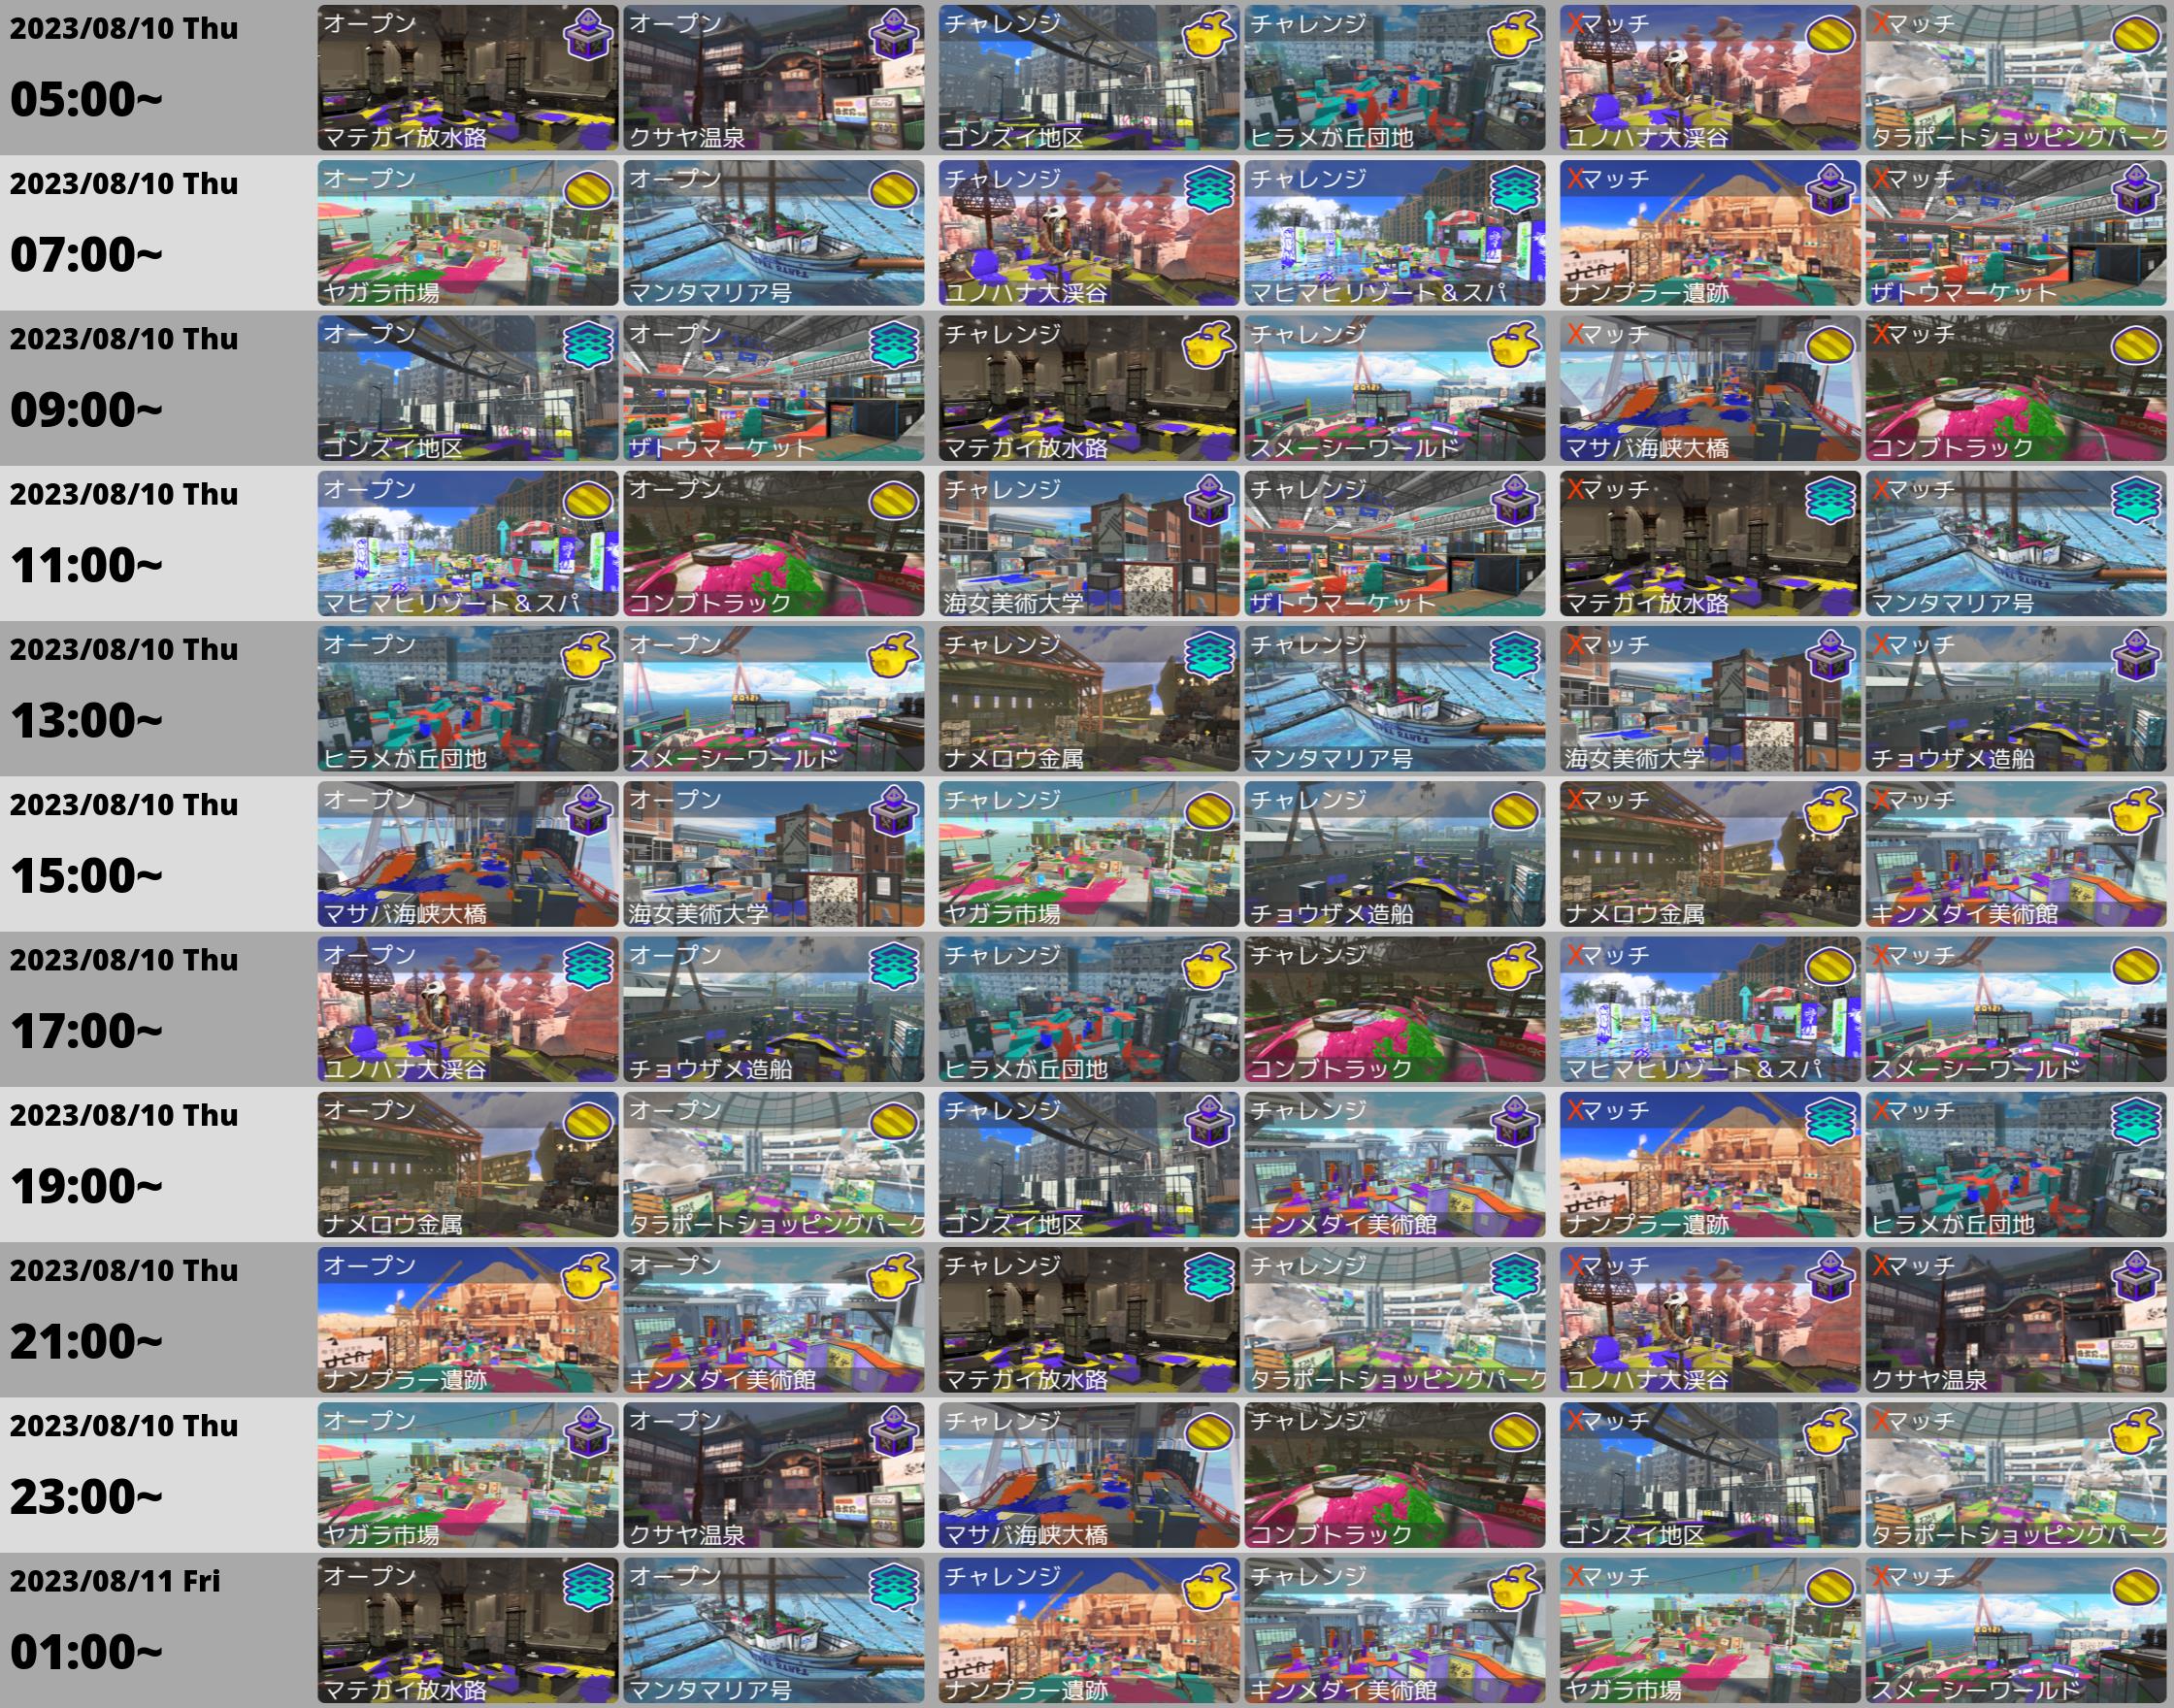 2023/08/10 Thu
05:00~
オープン
マテガイ放水路
オープン
クサヤ温泉
チャレンジ
ゴンズイ地区
チャレンジ
ヒラメが丘団地
Xマッチ
ユノハナ大渓谷
Xマッチ
タラポートショッピングパーク
2023/08/10 Thu
07:00~
オープン
ヤガラ市場
オープン
マンタマリア号
チャレンジ
ユノハナ大渓谷
チャレンジ
マヒマヒリゾート＆スパ
Xマッチ
ナンプラー遺跡
Xマッチ
ザトウマーケット
2023/08/10 Thu
09:00~
オープン
ゴンズイ地区
オープン
ザトウマーケット
チャレンジ
マテガイ放水路
チャレンジ
スメーシーワールド
Xマッチ
マサバ海峡大橋
Xマッチ
コンブトラック
2023/08/10 Thu
11:00~
オープン
マヒマヒリゾート＆スパ
オープン
コンブトラック
チャレンジ
海女美術大学
チャレンジ
ザトウマーケット
Xマッチ
マテガイ放水路
Xマッチ
マンタマリア号
2023/08/10 Thu
13:00~
オープン
ヒラメが丘団地
オープン
スメーシーワールド
チャレンジ
ナメロウ金属
チャレンジ
マンタマリア号
Xマッチ
海女美術大学
Xマッチ
チョウザメ造船
2023/08/10 Thu
15:00~
オープン
マサバ海峡大橋
オープン
海女美術大学
チャレンジ
ヤガラ市場
チャレンジ
チョウザメ造船
Xマッチ
ナメロウ金属
Xマッチ
キンメダイ美術館
2023/08/10 Thu
17:00~
オープン
ユノハナ大渓谷
オープン
チョウザメ造船
チャレンジ
ヒラメが丘団地
チャレンジ
コンブトラック
Xマッチ
マヒマヒリゾート＆スパ
Xマッチ
スメーシーワールド
2023/08/10 Thu
19:00~
オープン
ナメロウ金属
オープン
タラポートショッピングパーク
チャレンジ
ゴンズイ地区
チャレンジ
キンメダイ美術館
Xマッチ
ナンプラー遺跡
Xマッチ
ヒラメが丘団地
2023/08/10 Thu
21:00~
オープン
ナンプラー遺跡
オープン
キンメダイ美術館
チャレンジ
マテガイ放水路
チャレンジ
タラポートショッピングパーク
Xマッチ
ユノハナ大渓谷
Xマッチ
クサヤ温泉
2023/08/10 Thu
23:00~
オープン
ヤガラ市場
オープン
クサヤ温泉
チャレンジ
マサバ海峡大橋
チャレンジ
コンブトラック
Xマッチ
ゴンズイ地区
Xマッチ
タラポートショッピングパーク
2023/08/11 Fri
01:00~
オープン
マテガイ放水路
オープン
マンタマリア号
チャレンジ
ナンプラー遺跡
チャレンジ
キンメダイ美術館
Xマッチ
ヤガラ市場
Xマッチ
スメーシーワールド